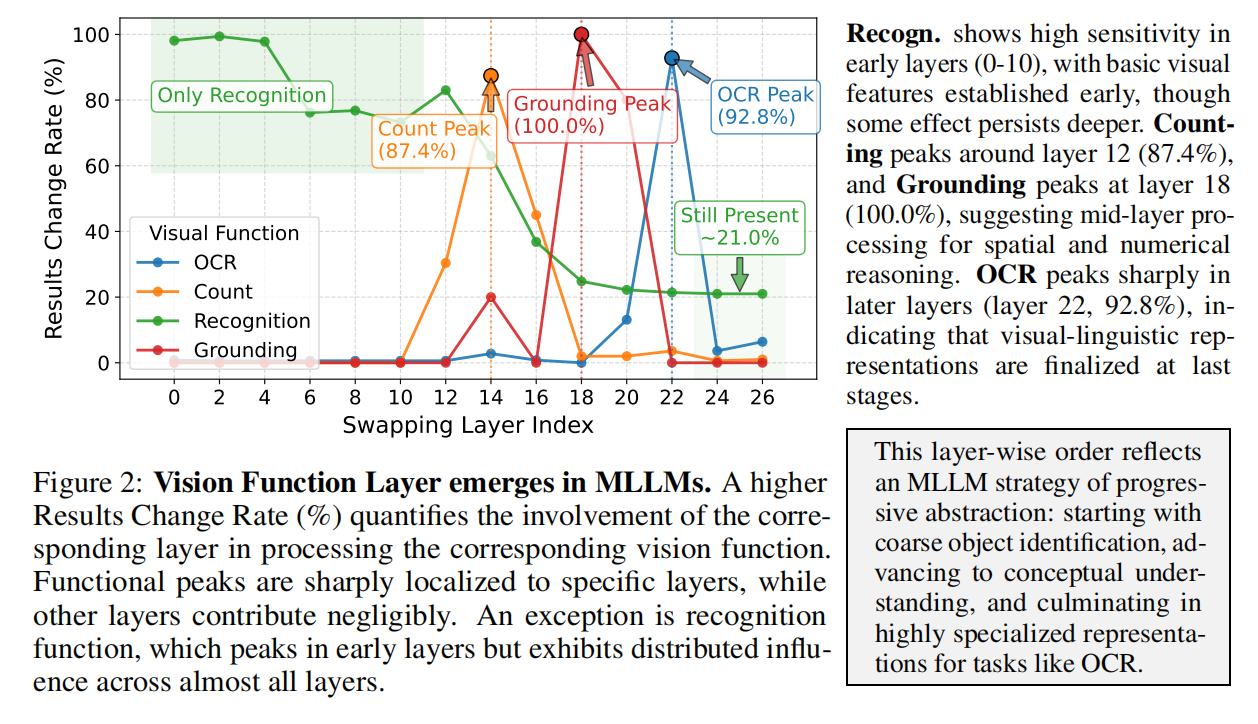 Results Change Rate (%)
100
80
60
40
20
0
Only Recognition
Count Peak
(87.4%)
Grounding Peak
(100.0%)
OCR Peak
(92.8%)
Still Present
~21.0%
Visual Function
OCR
Count
Recognition
Grounding
0 2 4 6 8 10 12 14 16 18 20 22 24 26
Swapping Layer Index
Figure 2: Vision Function Layer emerges in MLLMs. A higher
Results Change Rate (%) quantifies the involvement of the corre-
sponding layer in processing the corresponding vision function.
Functional peaks are sharply localized to specific layers, while
other layers contribute negligibly. An exception is recognition
function, which peaks in early layers but exhibits distributed influ-
ence across almost all layers.
Recogn. shows high sensitivity in
early layers (0-10), with basic visual
features established early, though
some effect persists deeper. Count-
ing peaks around layer 12 (87.4%),
and Grounding peaks at layer 18
(100.0%), suggesting mid-layer pro-
cessing for spatial and numerical
reasoning. OCR peaks sharply in
later layers (layer 22, 92.8%), in-
dicating that visual-linguistic rep-
resentations are finalized at last
stages.
This layer-wise order reflects
an MLLM strategy of progres-
sive abstraction: starting with
coarse object identification, ad-
vancing to conceptual under-
standing, and culminating in
highly specialized representa-
tions for tasks like OCR.